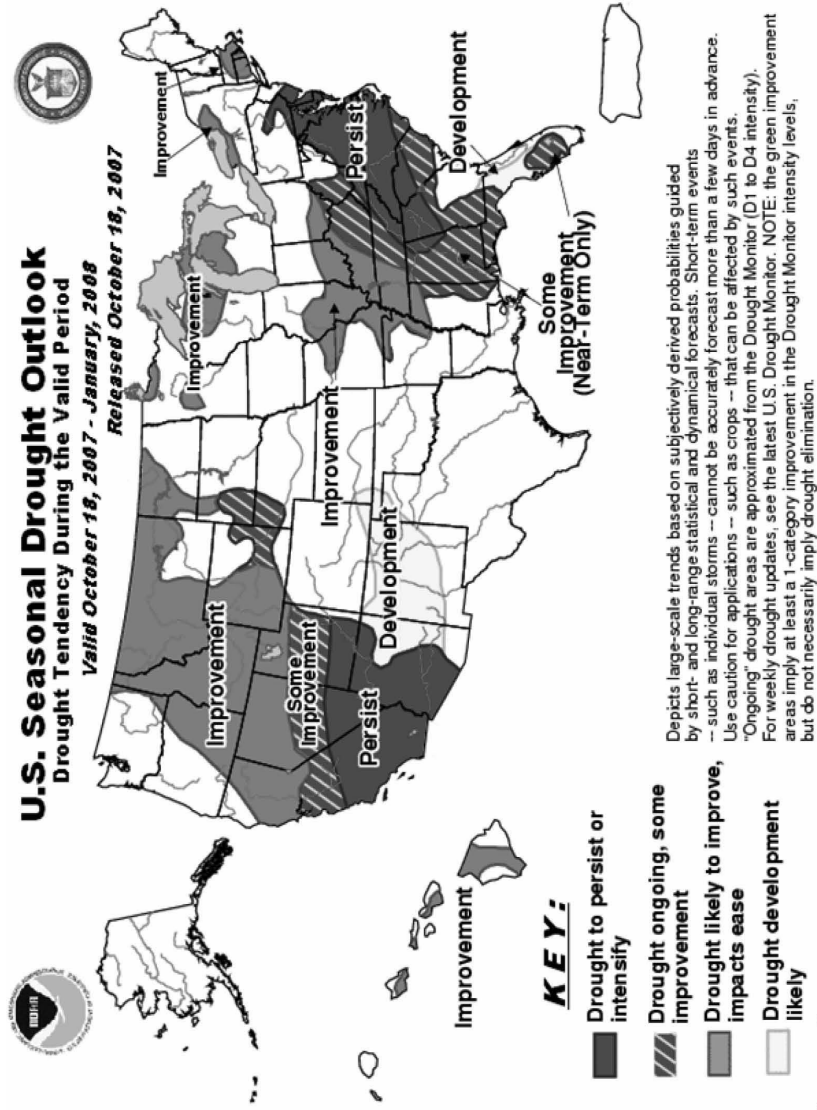 U.S. Seasonal Drought Outlook
Drought Tendency During the Valid Period
Valid October 18, 2007 - January, 2008
Released October 18, 2007
NOAA
Improvement
Improvement
Improvement
Improvement
Some
Improvement
Persist
Development
Improvement
Persist
Development
Some
Improvement
(Near-Term Only)
Improvement
KEY:
Drought to persist or
intensify
Drought ongoing, some
improvement
Drought likely to improve,
impacts ease
Drought development
likely
Depicts large-scale trends based on subjectively derived probabilities guided
by short- and long-range statistical and dynamical forecasts. Short-term events
-- such as individual storms -- cannot be accurately forecast more than a few days in advance.
Use caution for applications -- such as crops -- that can be affected by such events.
"Ongoing" drought areas are approximated from the Drought Monitor (D1 to D4 intensity).
For weekly drought updates, see the latest U.S. Drought Monitor. NOTE: the green improvement
areas imply at least a 1-category improvement in the Drought Monitor intensity levels,
but do not necessarily imply drought elimination.